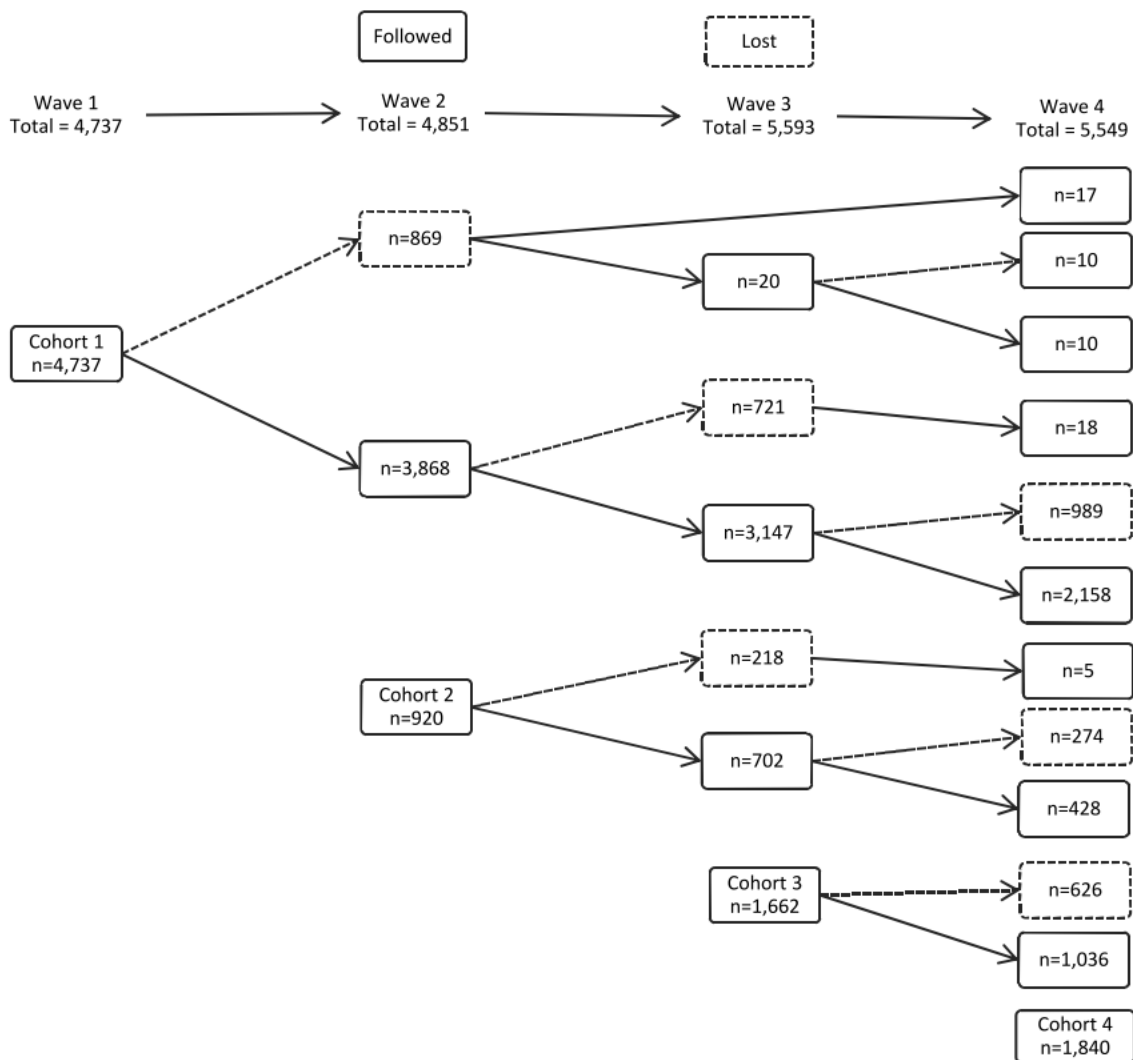 Followed
Lost
Wave 1
Total = 4,737
Wave 2
Total = 4,851
Wave 3
Total = 5,593
Wave 4
Total = 5,549
n=17
n=869
n=10
n=20
n=10
Cohort 1
n=4,737
n=721
n=18
n=3,868
n=989
n=3,147
n=2,158
n=218
n=5
Cohort 2
n=920
n=274
n=702
n=428
Cohort 3
n=1,662
n=626
n=1,036
Cohort 4
n=1,840